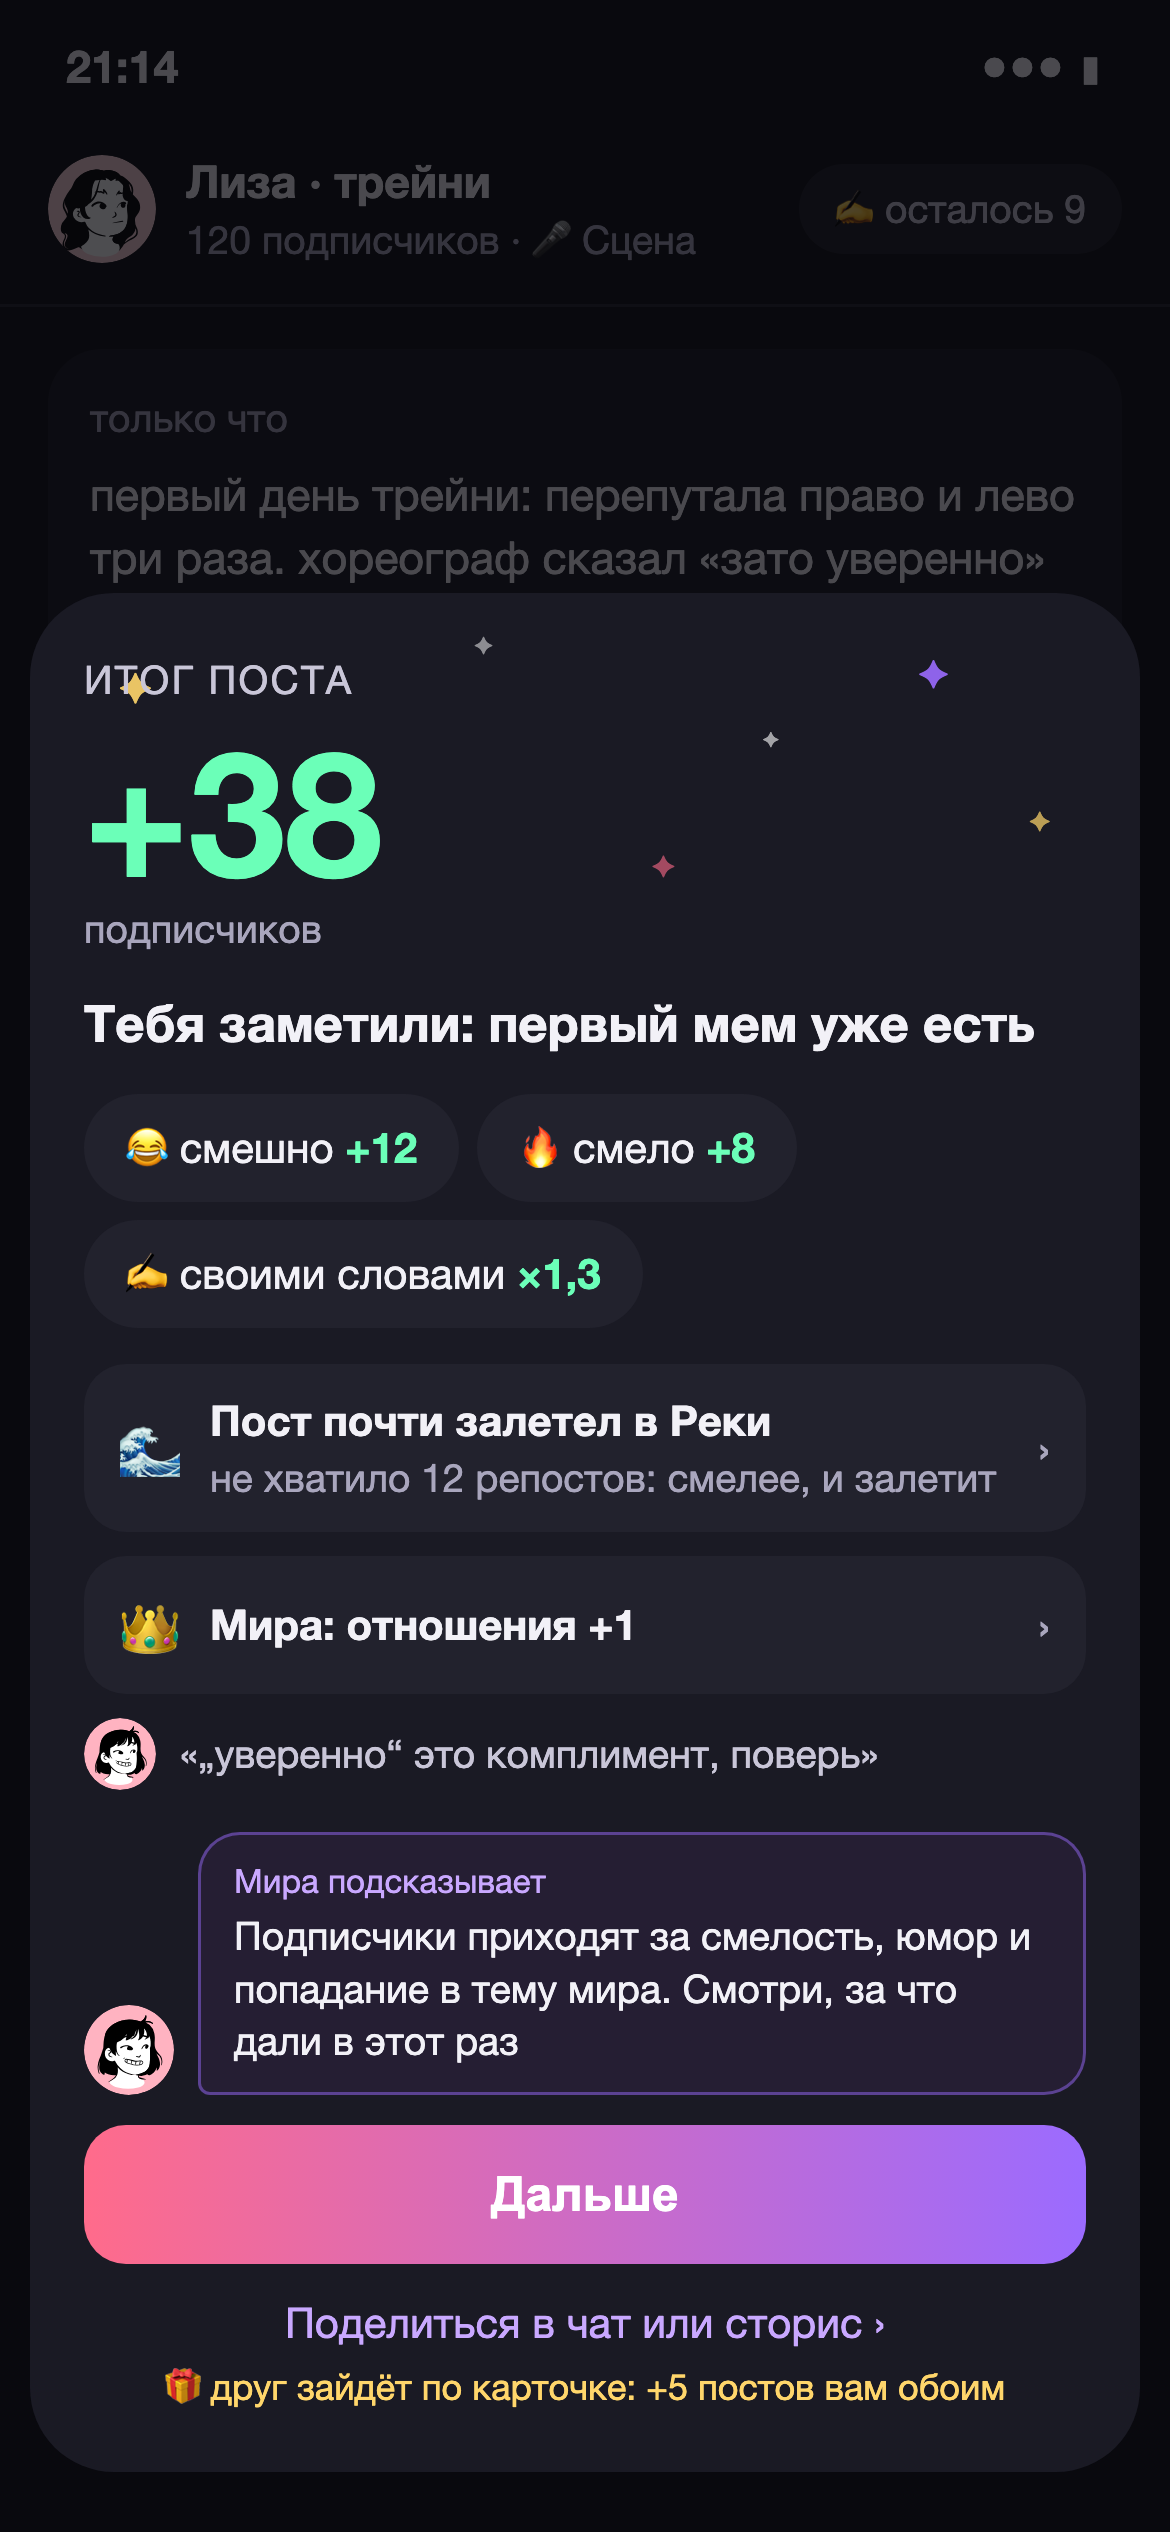 21:14
Лиза · трейни
120 подписчиков · 🎤 Сцена
✍️ осталось 9
только что
первый день трейни: перепутала право и лево
три раза. хореограф сказал «зато уверенно»
ИТОГ ПОСТА
+38
подписчиков
Тебя заметили: первый мем уже есть
😂 смешно +12
🔥 смело +8
✍️ своими словами ×1,3
🌊 Пост почти залетел в Реки
не хватило 12 репостов: смелее, и залетит
›
👑 Мира: отношения +1 ›
«„уверенно“ это комплимент, поверь»
Мира подсказывает
Подписчики приходят за смелость, юмор и
попадание в тему мира. Смотри, за что
дали в этот раз
Дальше
Поделиться в чат или сторис ›
🎁 друг зайдёт по карточке: +5 постов вам обоим